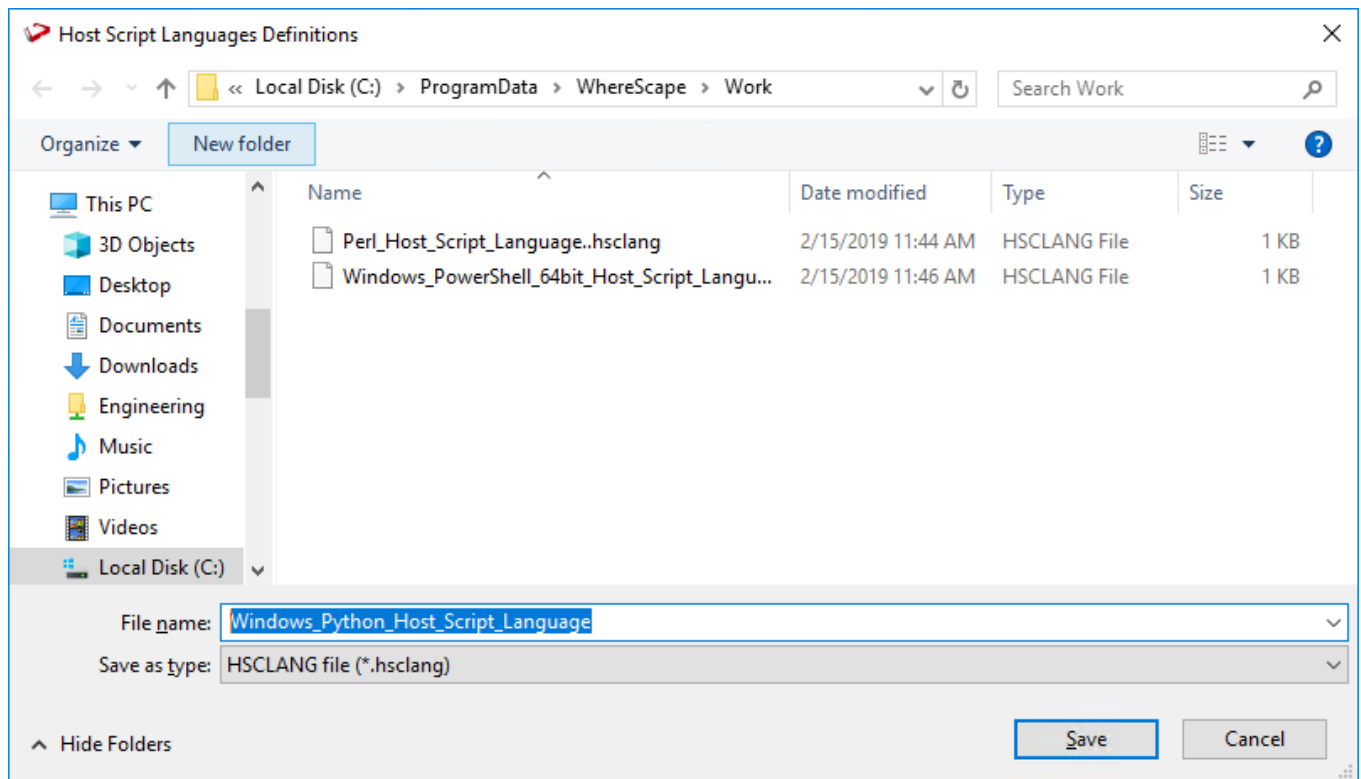 Host Script Languages Definitions
« Local Disk (C:) > ProgramData > WhereScape > Work
Search Work
Organize
New folder
?
Name Date modified Type Size
This PC
3D Objects
Desktop
Documents
Downloads
Engineering
Music
Pictures
Videos
Local Disk (C:)
Perl_Host_Script_Language..hsclang 2/15/2019 11:44 AM HSCLANG File 1 KB
Windows_PowerShell_64bit_Host_Script_Langu... 2/15/2019 11:46 AM HSCLANG File 1 KB
File name: Windows_Python_Host_Script_Language
Save as type: HSCLANG file (*.hsclang)
Hide Folders
Save
Cancel